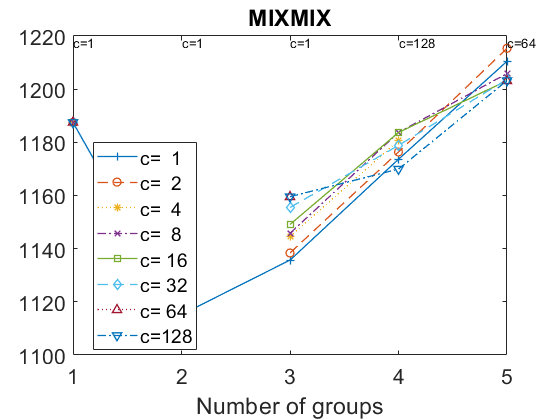 MIXMIX
1220
c=1 c=1 c=1 c=128 c=64
1200
1180
1160
1140
1120
1100
c= 1
c= 2
c= 4
c= 8
c= 16
c= 32
c= 64
c=128
1 2 3 4 5
Number of groups